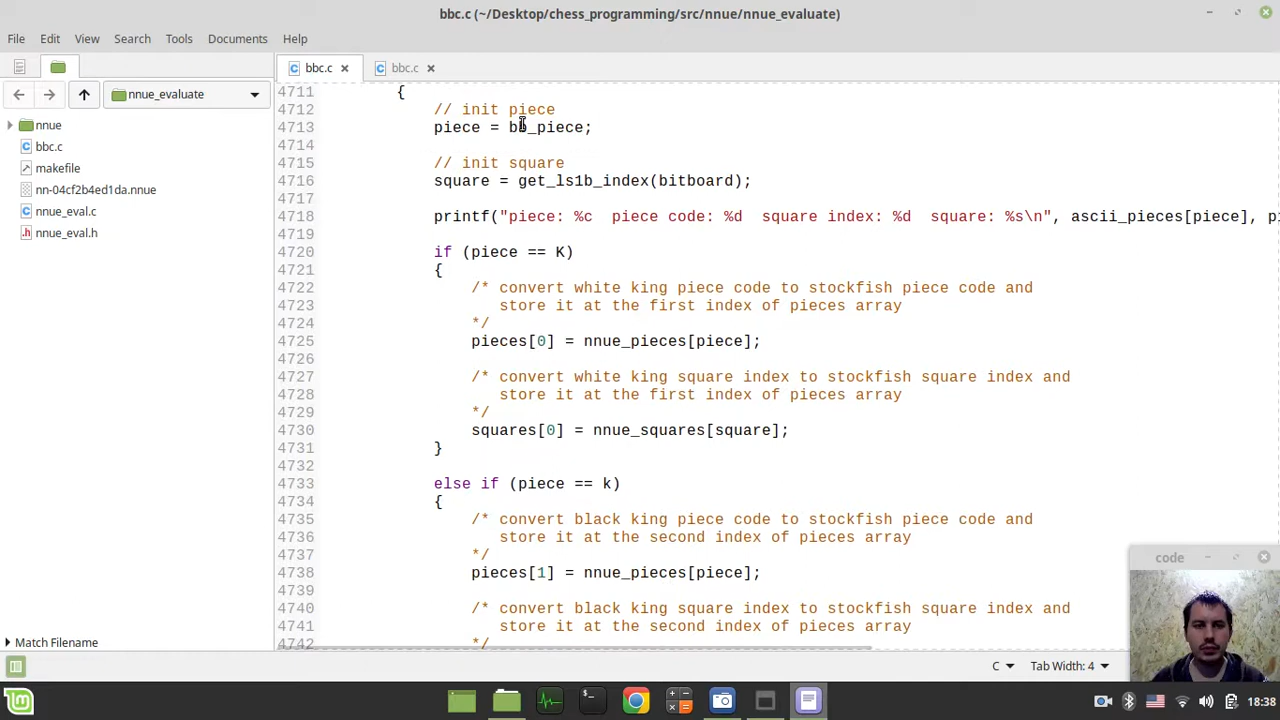 bbc.c (~/Desktop/chess_programming/src/nnue/nnue_evaluate)
File Edit View Search Tools Documents Help
bbc.c bbc.c
nnue_evaluate
nnue
bbc.c
makefile
nn-04cf2b4ed1da.nnue
nnue_eval.c
nnue_eval.h
Match Filename
4711 {
4712 // init piece
4713 piece = bb_piece;
4714
4715 // init square
4716 square = get_ls1b_index(bitboard);
4717
4718 printf("piece: %c  piece code: %d  square index: %d  square: %s\n", ascii_pieces[piece], pi
4719
4720 if (piece == K)
4721 {
4722 /* convert white king piece code to stockfish piece code and
4723 store it at the first index of pieces array
4724 */
4725 pieces[0] = nnue_pieces[piece];
4726
4727 /* convert white king square index to stockfish square index and
4728 store it at the first index of pieces array
4729 */
4730 squares[0] = nnue_squares[square];
4731 }
4732
4733 else if (piece == k)
4734 {
4735 /* convert black king piece code to stockfish piece code and
4736 store it at the second index of pieces array
4737 */
4738 pieces[1] = nnue_pieces[piece];
4739
4740 /* convert black king square index to stockfish square index and
4741 store it at the second index of pieces array
4742 */
code
C Tab Width: 4
18:38